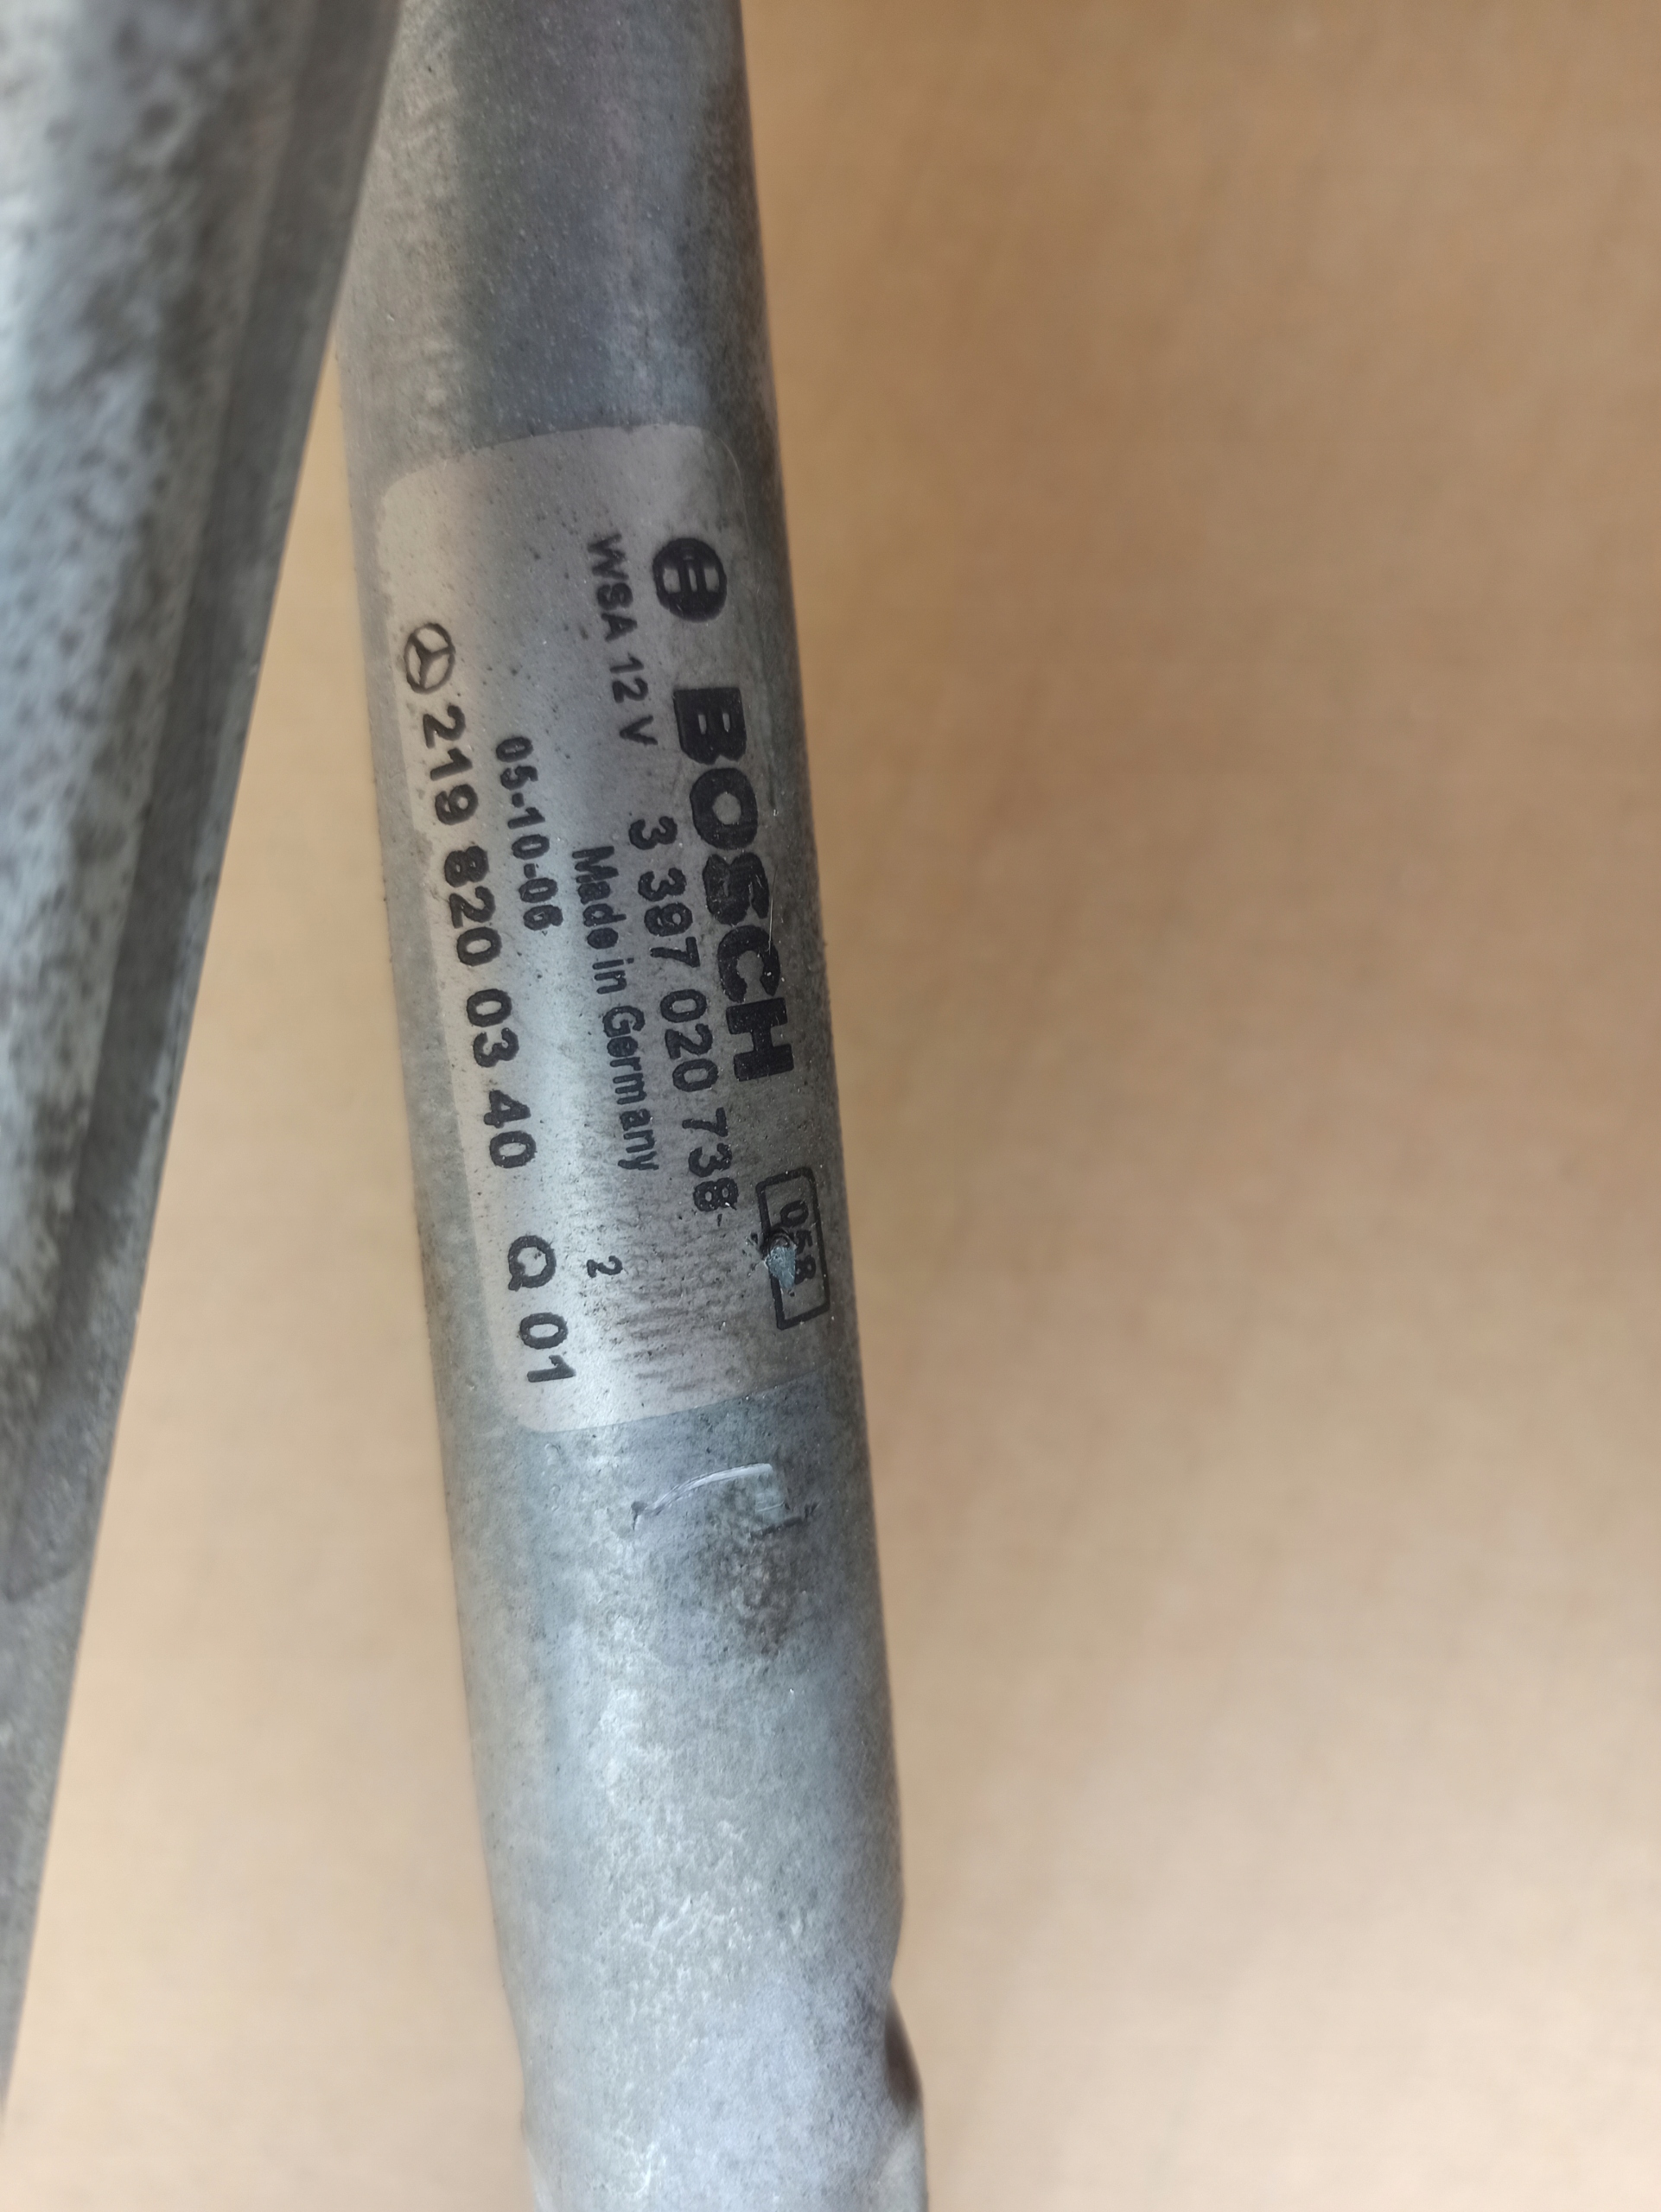 BOSCH 058
WSA 12 V 3 397 020 738
Made in Germany 2
05-10-06
219 820 03 40 Q 01